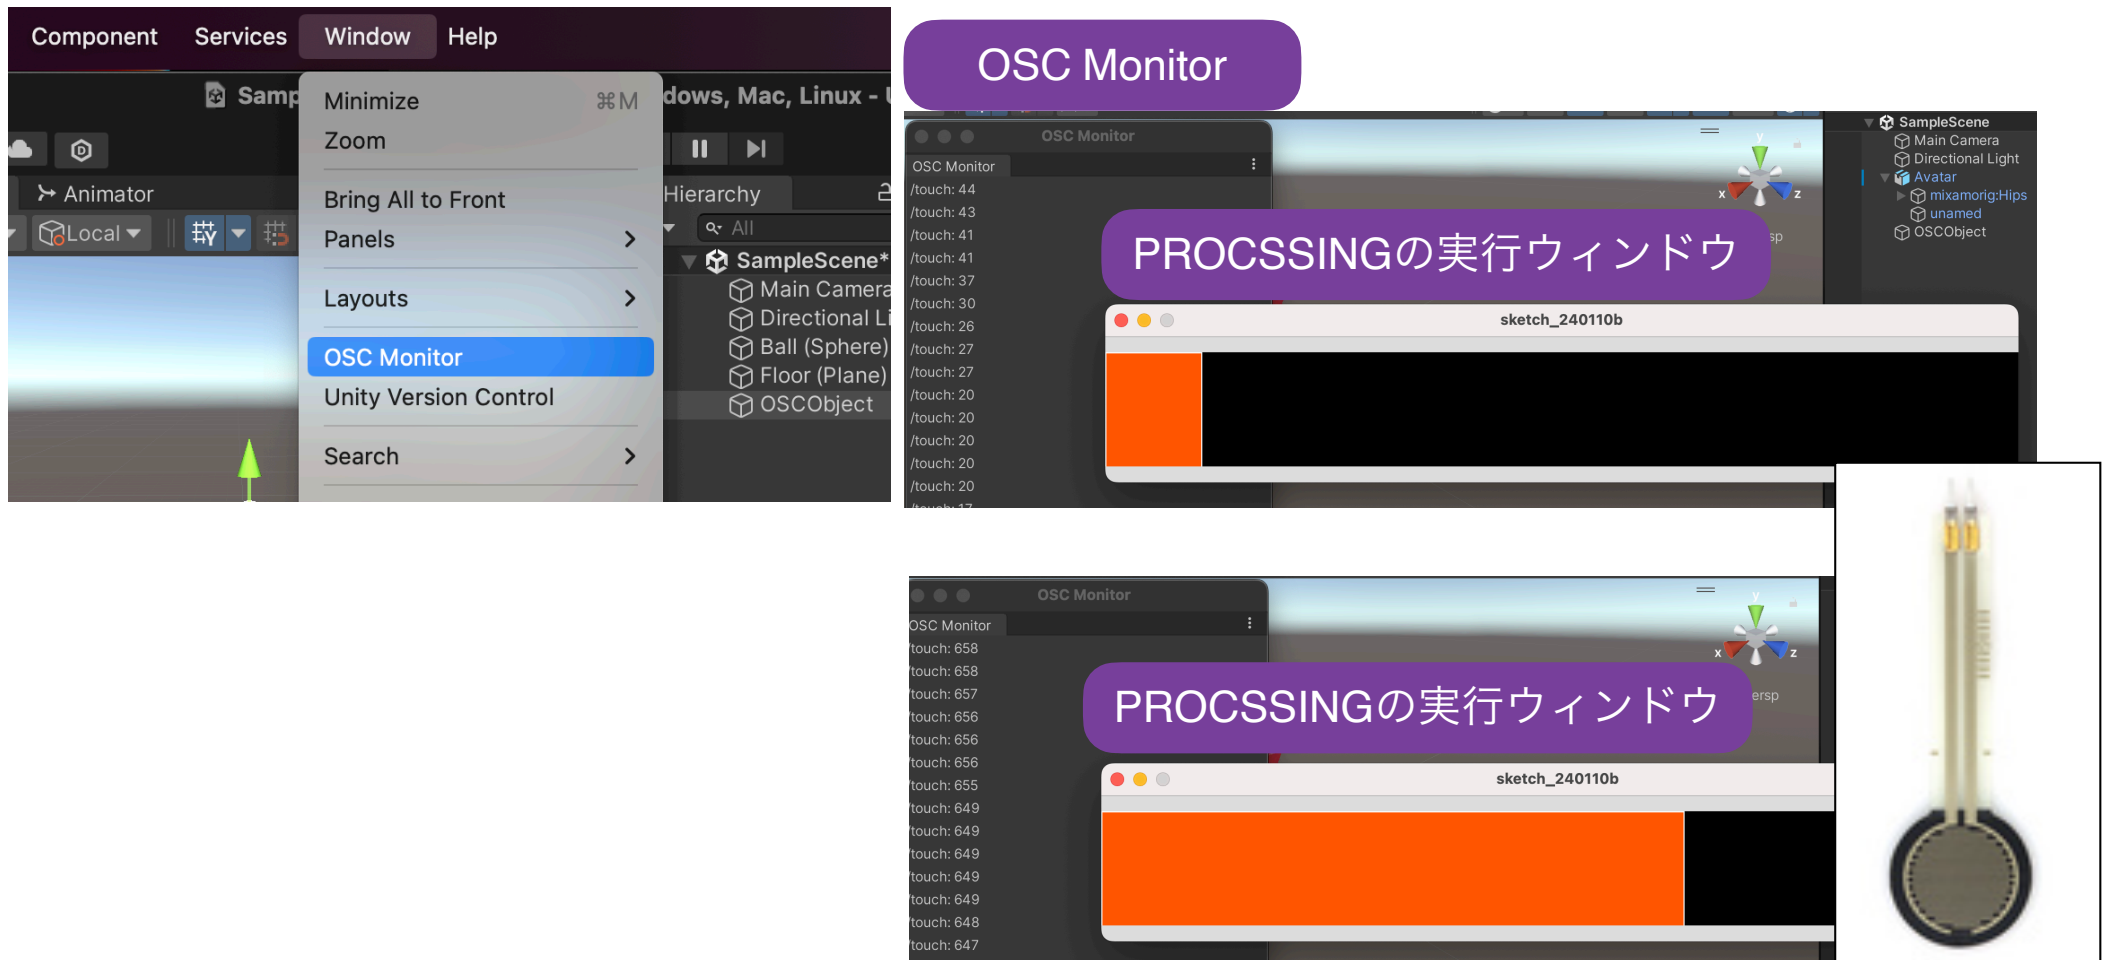 Component Services Window Help
Samp
dows, Mac, Linux -
Minimize ⌘M
Zoom
Bring All to Front
Panels
Layouts
OSC Monitor
Unity Version Control
Search
Animator
Local
Hierarchy
All
SampleScene*
Main Camera
Directional Li
Ball (Sphere)
Floor (Plane)
OSCObject
OSC Monitor
OSC Monitor
OSC Monitor
/touch: 44
/touch: 43
/touch: 41
/touch: 41
/touch: 37
/touch: 30
/touch: 26
/touch: 27
/touch: 27
/touch: 20
/touch: 20
/touch: 20
/touch: 20
/touch: 20
/touch: 17
y
x
z
sp
PROCSSINGの実行ウィンドウ
sketch_240110b
SampleScene
Main Camera
Directional Light
Avatar
mixamorig:Hips
unamed
OSCObject
OSC Monitor
OSC Monitor
/touch: 658
/touch: 658
/touch: 657
/touch: 656
/touch: 656
/touch: 656
/touch: 655
/touch: 649
/touch: 649
/touch: 649
/touch: 649
/touch: 649
/touch: 648
/touch: 647
y
x
z
ersp
PROCSSINGの実行ウィンドウ
sketch_240110b